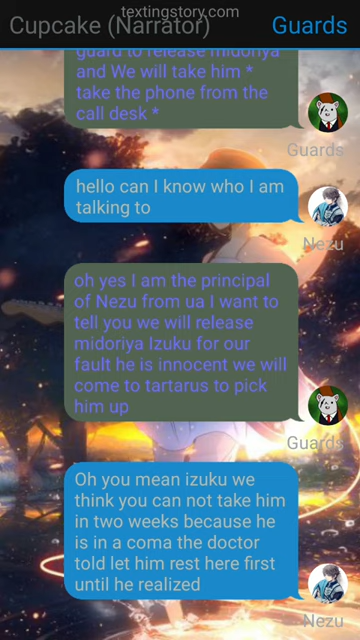 textingstory.com
Cupcake (Narrator)
Guards
guard to release midoriya
and We will take him *
take the phone from the
call desk *
Guards
hello can I know who I am
talking to
Nezu
oh yes I am the principal
of Nezu from ua I want to
tell you we will release
midoriya Izuku for our
fault he is innocent we will
come to tartarus to pick
him up
Guards
Oh you mean izuku we
think you can not take him
in two weeks because he
is in a coma the doctor
told let him rest here first
until he realized
Nezu